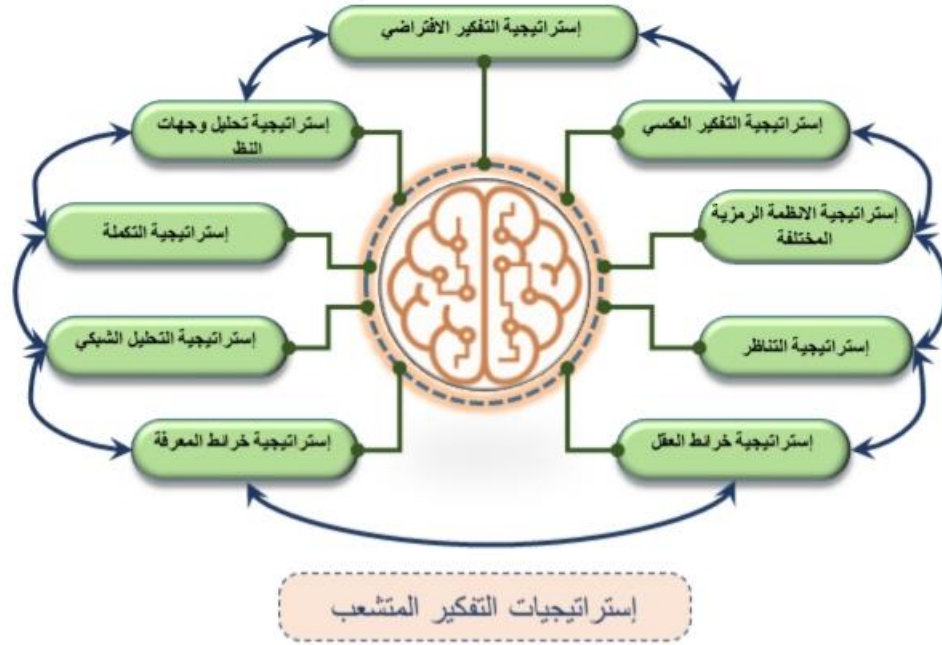 إستراتيجية التفكير الافتراضي
إستراتيجية التفكير العكسي
إستراتيجية تحليل وجهات
النظ
إستراتيجية الانظمة الرمزية
المختلفة
إستراتيجية التكملة
إستراتيجية التناظر
إستراتيجية التحليل الشبكي
إستراتيجية خرائط العقل
إستراتيجية خرائط المعرفة
إستراتيجيات التفكير المتشعب